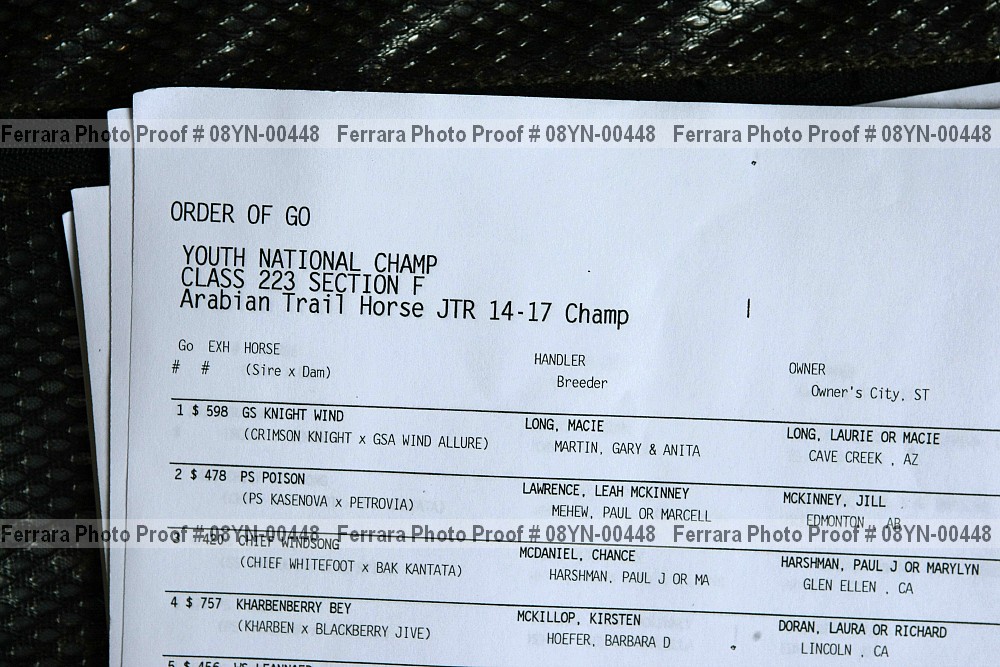 Ferrara Photo Proof # 08YN-00448 Ferrara Photo Proof # 08YN-00448 Ferrara Photo Proof # 08YN-00448
ORDER OF GO
YOUTH NATIONAL CHAMP
CLASS 223 SECTION F
Arabian Trail Horse JTR 14-17 Champ
Go EXH HORSE HANDLER OWNER
# # (Sire x Dam) Breeder Owner's City, ST
1 $ 598 GS KNIGHT WIND LONG, MACIE LONG, LAURIE OR MACIE
(CRIMSON KNIGHT x GSA WIND ALLURE) MARTIN, GARY & ANITA CAVE CREEK , AZ
2 $ 478 PS POISON LAWRENCE, LEAH MCKINNEY MCKINNEY, JILL
(PS KASENOVA x PETROVIA) MEHEW, PAUL OR MARCELL EDMONTON , AB
Ferrara Photo Proof # 08YN-00448 Ferrara Photo Proof # 08YN-00448 Ferrara Photo Proof # 08YN-00448
3 420 CHIEF WINDSONG MCDANIEL, CHANCE HARSHMAN, PAUL J OR MARYLYN
(CHIEF WHITEFOOT x BAK KANTATA) HARSHMAN, PAUL J OR MA GLEN ELLEN , CA
4 $ 757 KHARBENBERRY BEY MCKILLOP, KIRSTEN DORAN, LAURA OR RICHARD
(KHARBEN x BLACKBERRY JIVE) HOEFER, BARBARA D LINCOLN , CA
5 $ 456